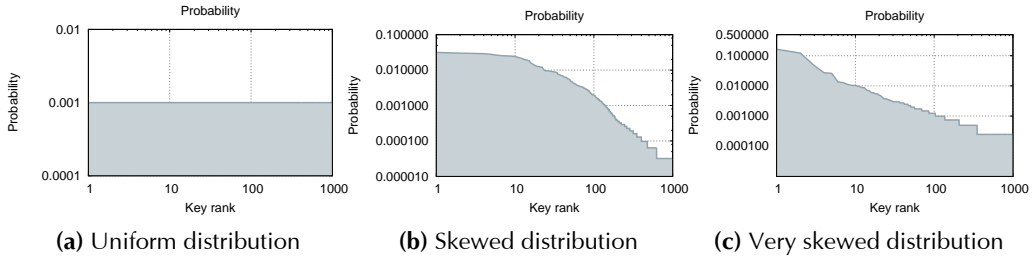 Probability
0.01
0.001
0.0001
Probability
1 10 100 1000
Key rank
(a) Uniform distribution
Probability
0.100000
0.010000
0.001000
0.000100
0.000010
Probability
1 10 100 1000
Key rank
(b) Skewed distribution
Probability
0.500000
0.100000
0.010000
0.001000
0.000100
Probability
1 10 100 1000
Key rank
(c) Very skewed distribution